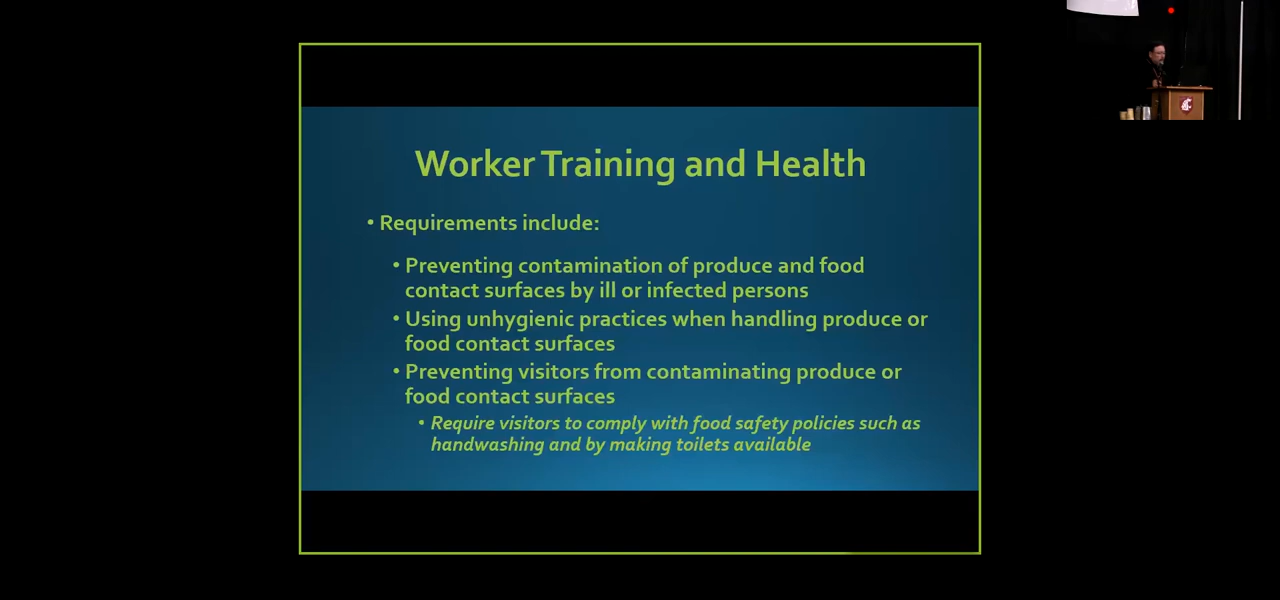 Worker Training and Health
• Requirements include:
• Preventing contamination of produce and food
contact surfaces by ill or infected persons
• Using unhygienic practices when handling produce or
food contact surfaces
• Preventing visitors from contaminating produce or
food contact surfaces
• Require visitors to comply with food safety policies such as
handwashing and by making toilets available